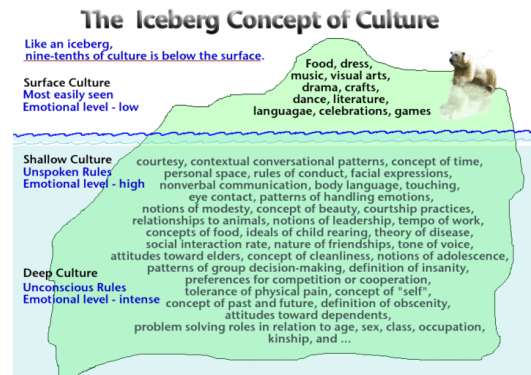 The Iceberg Concept of Culture
Like an iceberg,
nine-tenths of culture is below the surface.
Surface Culture
Most easily seen
Emotional level - low
Food, dress,
music, visual arts,
drama, crafts,
dance, literature,
languagae, celebrations, games
Shallow Culture
Unspoken Rules
Emotional level - high
courtesy, contextual conversational patterns, concept of time,
personal space, rules of conduct, facial expressions,
nonverbal communication, body language, touching,
eye contact, patterns of handling emotions,
notions of modesty, concept of beauty, courtship practices,
relationships to animals, notions of leadership, tempo of work,
concepts of food, ideals of child rearing, theory of disease,
social interaction rate, nature of friendships, tone of voice,
attitudes toward elders, concept of cleanliness, notions of adolescence,
patterns of group decision-making, definition of insanity,
preferences for competition or cooperation,
tolerance of physical pain, concept of "self",
concept of past and future, definition of obscenity,
attitudes toward dependents,
problem solving roles in relation to age, sex, class, occupation,
kinship, and ...
Deep Culture
Unconscious Rules
Emotional level - intense